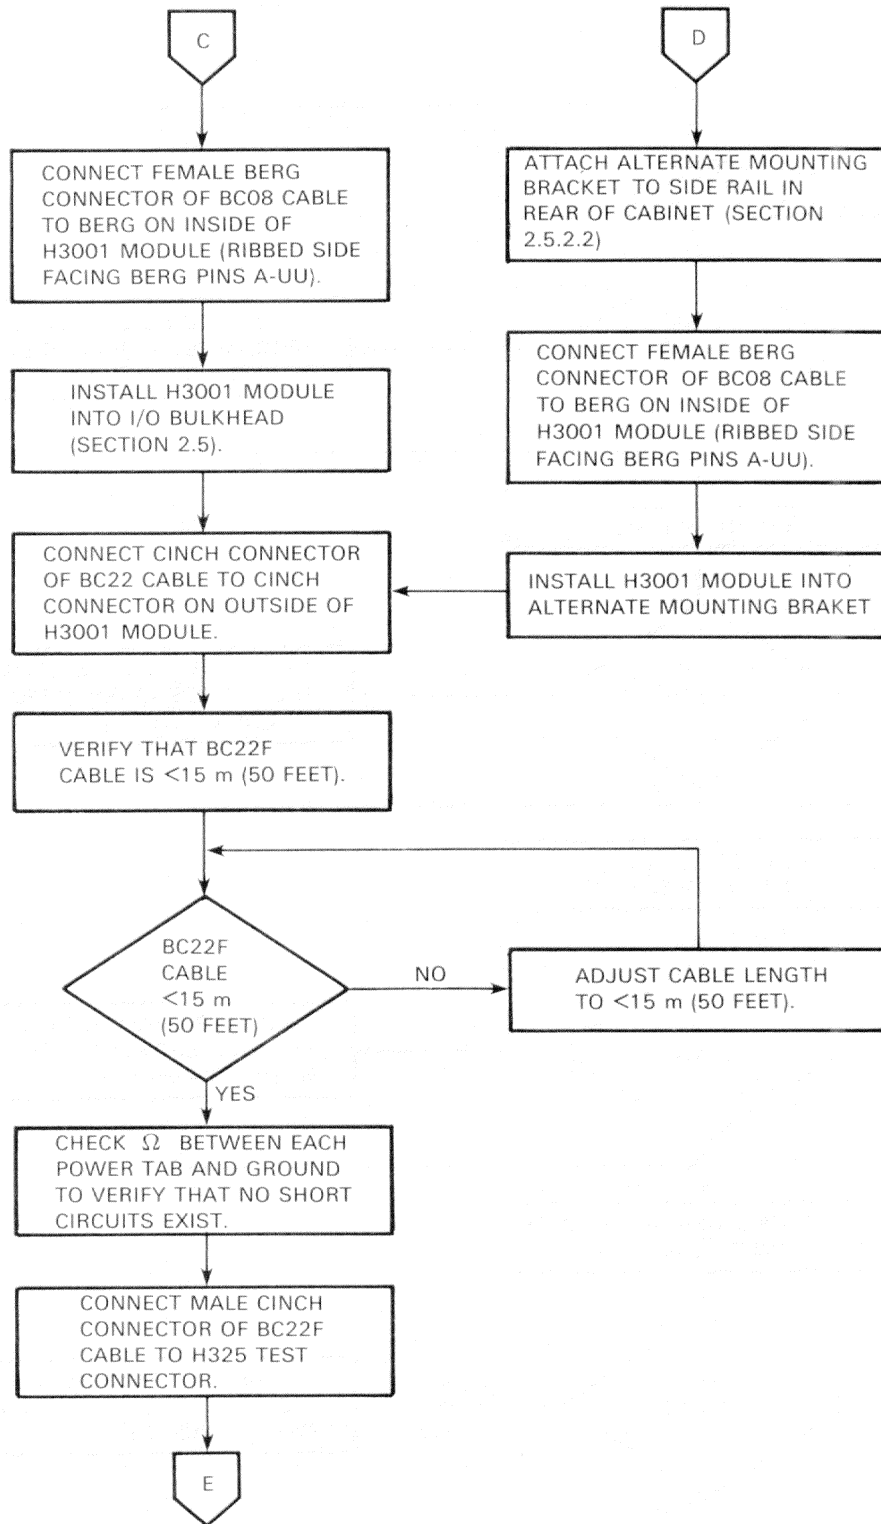 C
CONNECT FEMALE BERG
CONNECTOR OF BC08 CABLE
TO BERG ON INSIDE OF
H3001 MODULE (RIBBED SIDE
FACING BERG PINS A-UU).
INSTALL H3001 MODULE
INTO I/O BULKHEAD
(SECTION 2.5).
CONNECT CINCH CONNECTOR
OF BC22 CABLE TO CINCH
CONNECTOR ON OUTSIDE OF
H3001 MODULE.
VERIFY THAT BC22F
CABLE IS <15 m (50 FEET).
BC22F
CABLE
<15 m
(50 FEET)
NO
YES
CHECK Ω BETWEEN EACH
POWER TAB AND GROUND
TO VERIFY THAT NO SHORT
CIRCUITS EXIST.
CONNECT MALE CINCH
CONNECTOR OF BC22F
CABLE TO H325 TEST
CONNECTOR.
E
D
ATTACH ALTERNATE MOUNTING
BRACKET TO SIDE RAIL IN
REAR OF CABINET (SECTION
2.5.2.2)
CONNECT FEMALE BERG
CONNECTOR OF BC08 CABLE
TO BERG ON INSIDE OF
H3001 MODULE (RIBBED SIDE
FACING BERG PINS A-UU).
INSTALL H3001 MODULE INTO
ALTERNATE MOUNTING BRAKET
ADJUST CABLE LENGTH
TO <15 m (50 FEET).